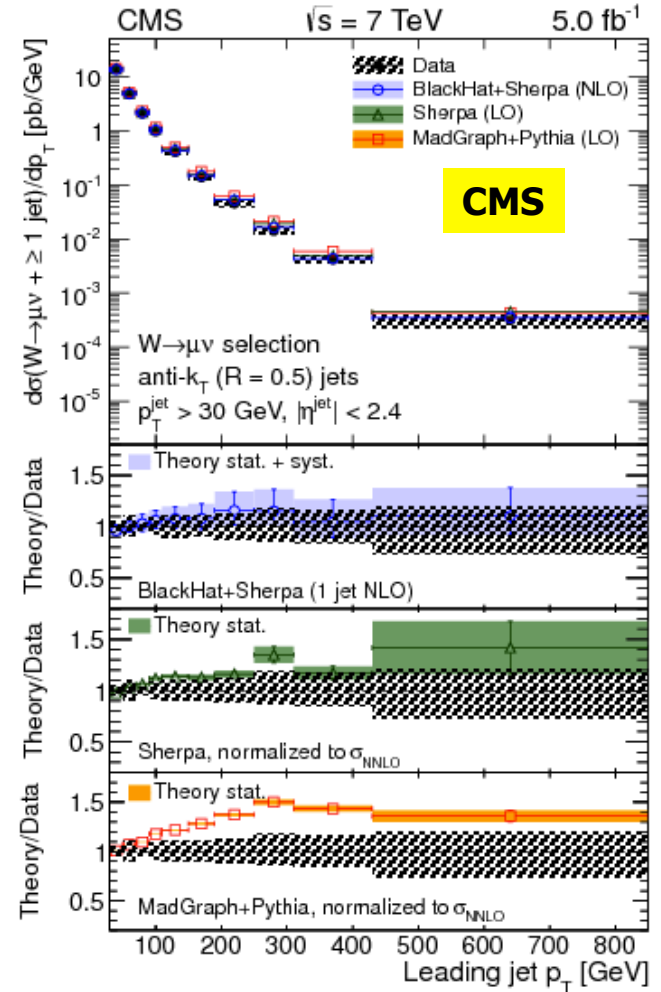 CMS √s = 7 TeV 5.0 fb⁻¹
dσ(W→μν + ≥ 1 jet)/dp_T [pb/GeV]
10
1
10⁻¹
10⁻²
10⁻³
10⁻⁴
10⁻⁵
Data
BlackHat+Sherpa (NLO)
Sherpa (LO)
MadGraph+Pythia (LO)
CMS
W→μν selection
anti-k_T (R = 0.5) jets
p_T^jet > 30 GeV, |η^jet| < 2.4
Theory/Data
1.5
1
0.5
Theory stat. + syst.
BlackHat+Sherpa (1 jet NLO)
Theory/Data
1.5
1
0.5
Theory stat.
Sherpa, normalized to σ_NNLO
Theory/Data
1.5
1
0.5
Theory stat.
MadGraph+Pythia, normalized to σ_NNLO
100 200 300 400 500 600 700 800
Leading jet p_T [GeV]